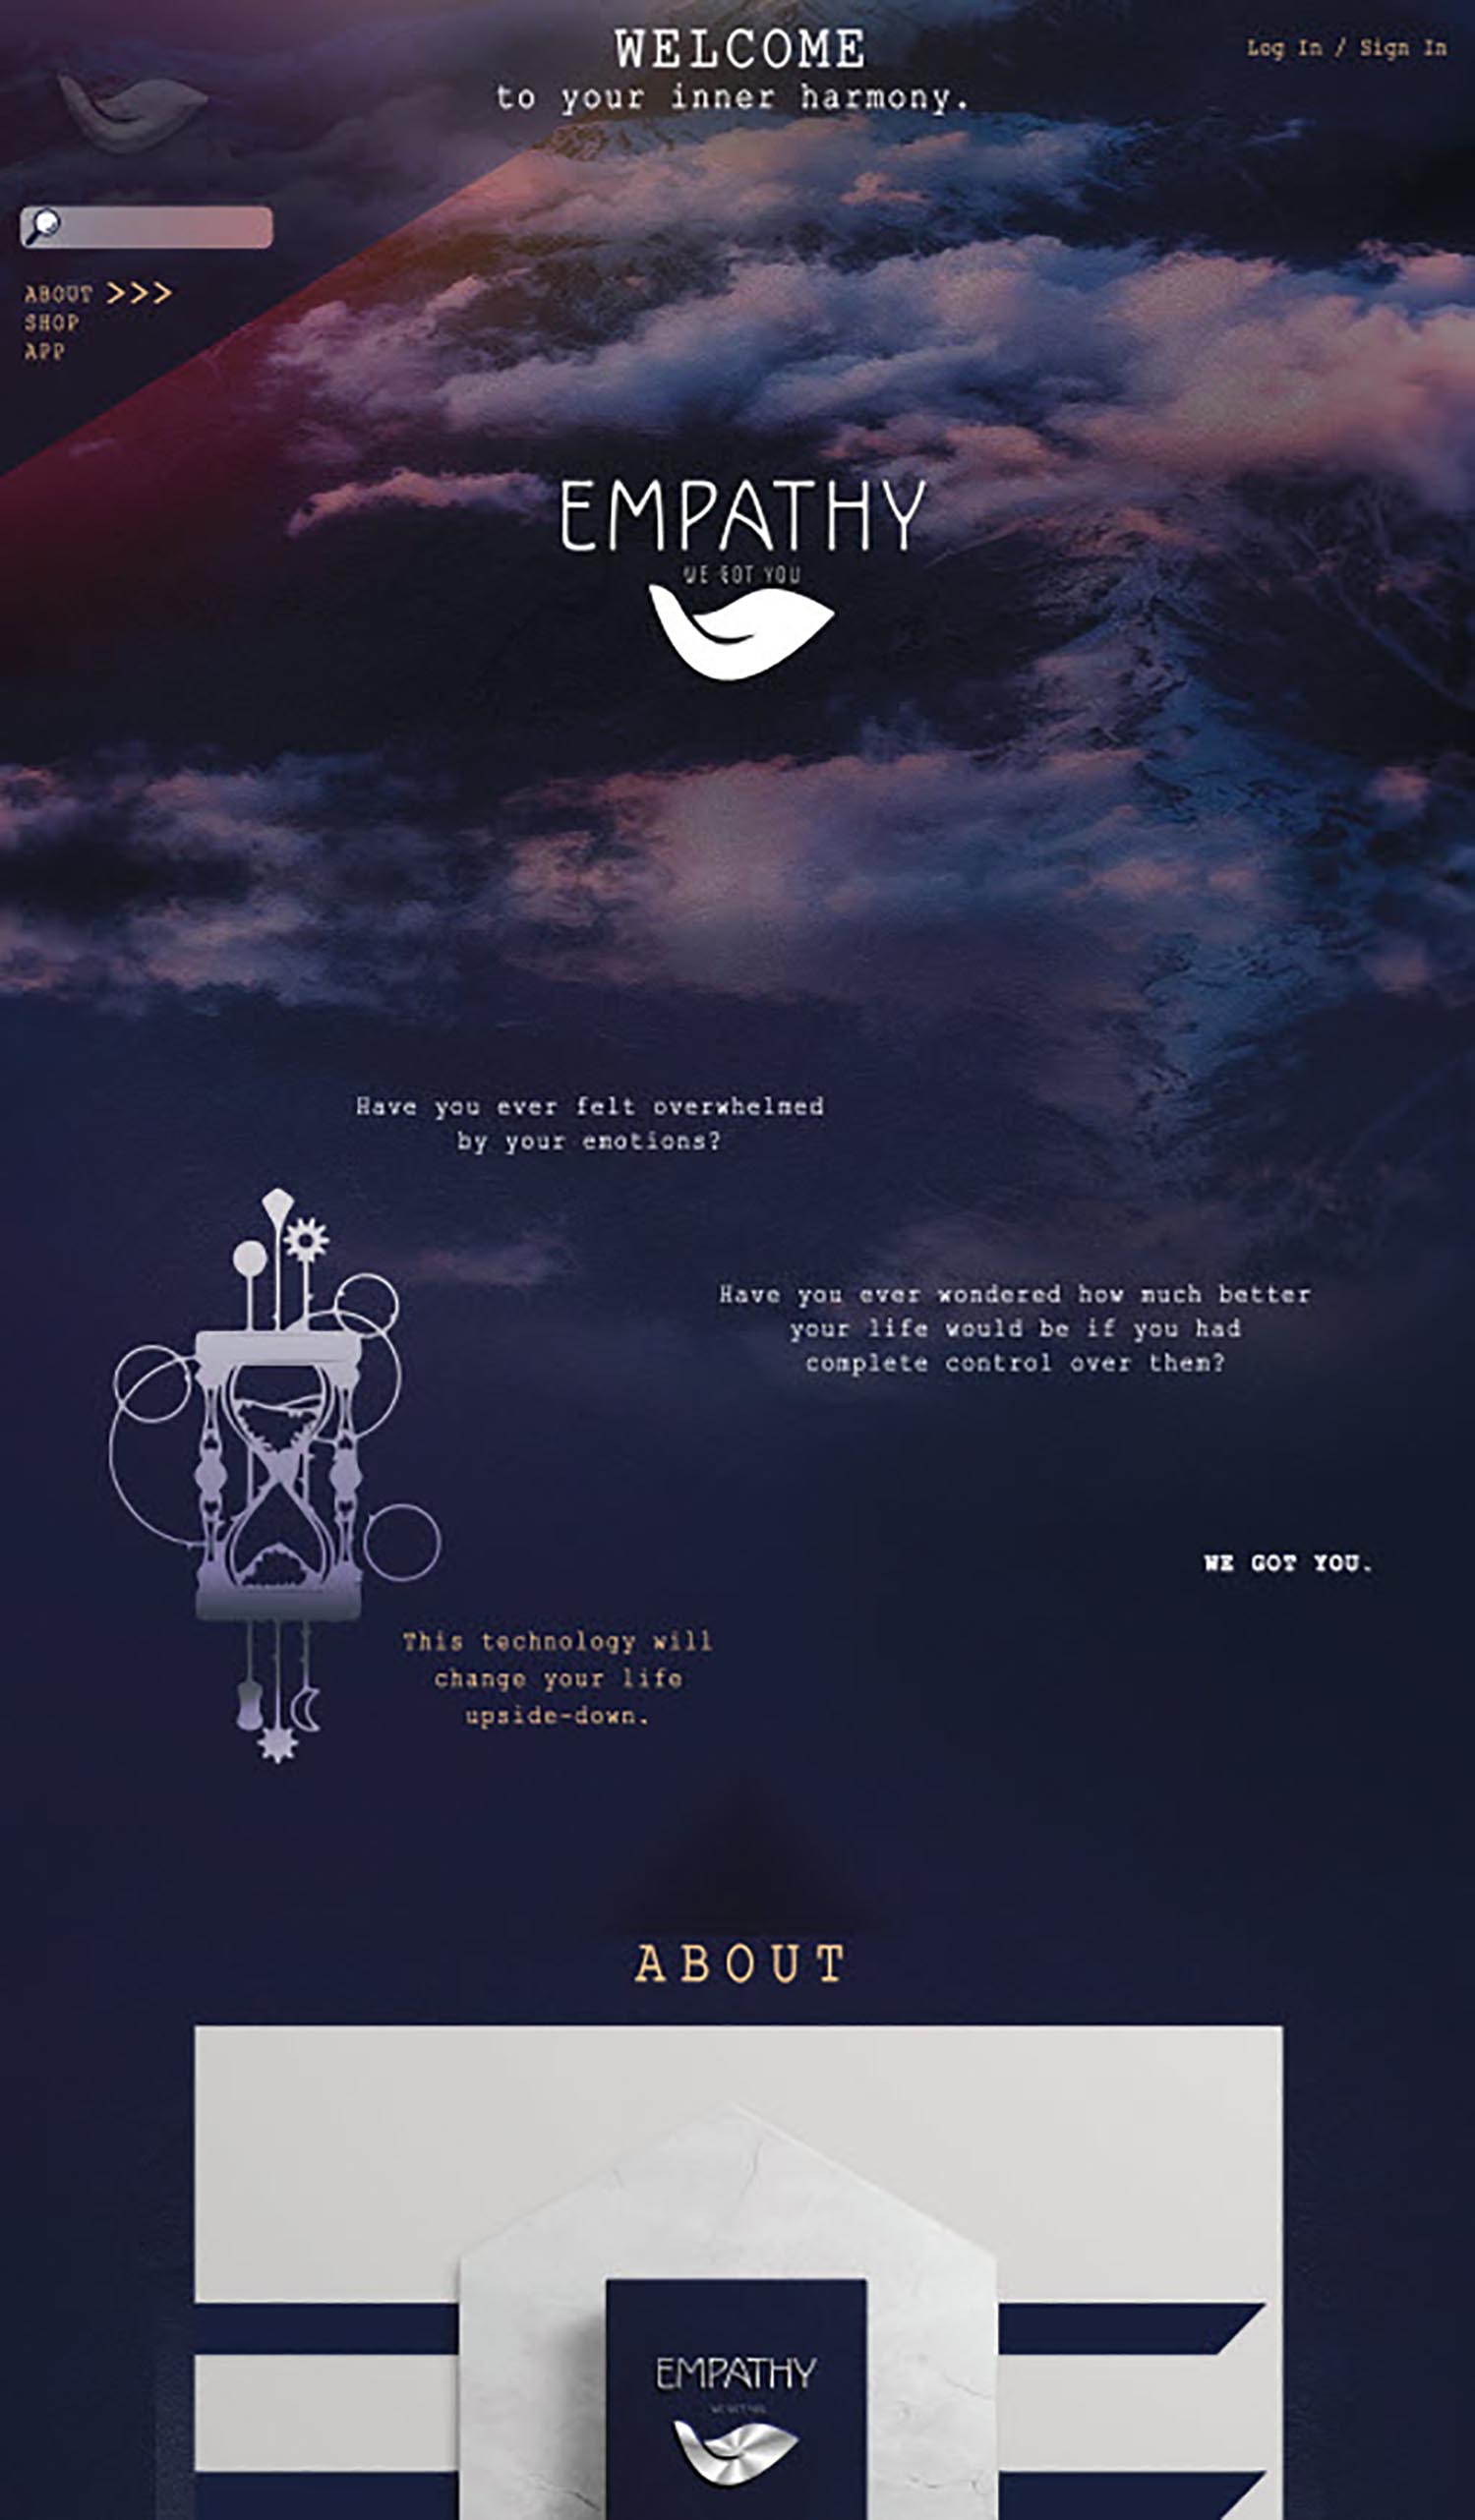 WELCOME
to your inner harmony.
Log In / Sign In
ABOUT >>>
SHOP
APP
EMPATHY
WE GOT YOU
Have you ever felt overwhelmed
by your emotions?
Have you ever wondered how much better
your life would be if you had
complete control over them?
WE GOT YOU.
This technology will
change your life
upside-down.
ABOUT
EMPATHY